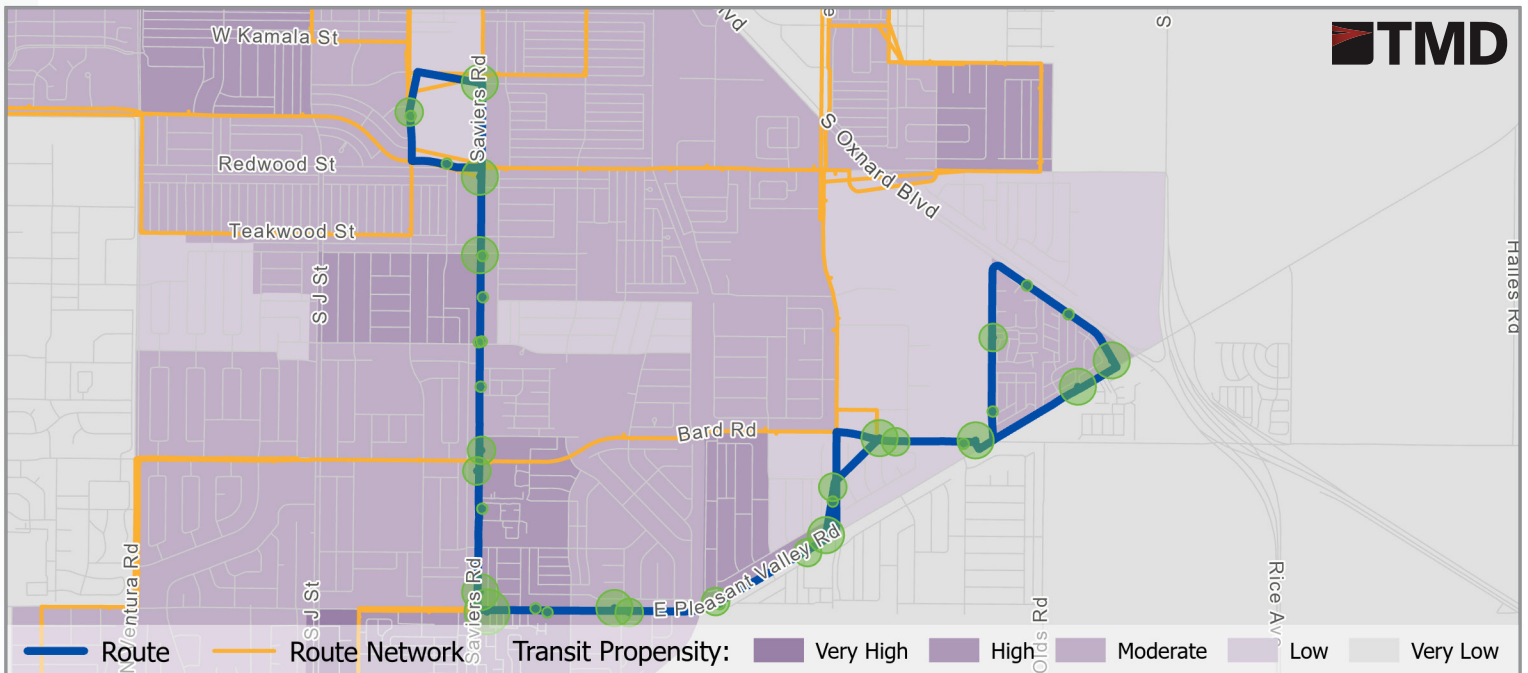 W Kamala St
lvd
S
TMD
Saviers Rd
S Oxnard Blvd
Redwood St
Teakwood St
S J St
Hailes Rd
Bard Rd
E Pleasant Valley Rd
N Ventura Rd
S J St
Saviers Rd
Olds Rd
Rice Ave
Route
Route Network
Transit Propensity:
Very High
High
Moderate
Low
Very Low